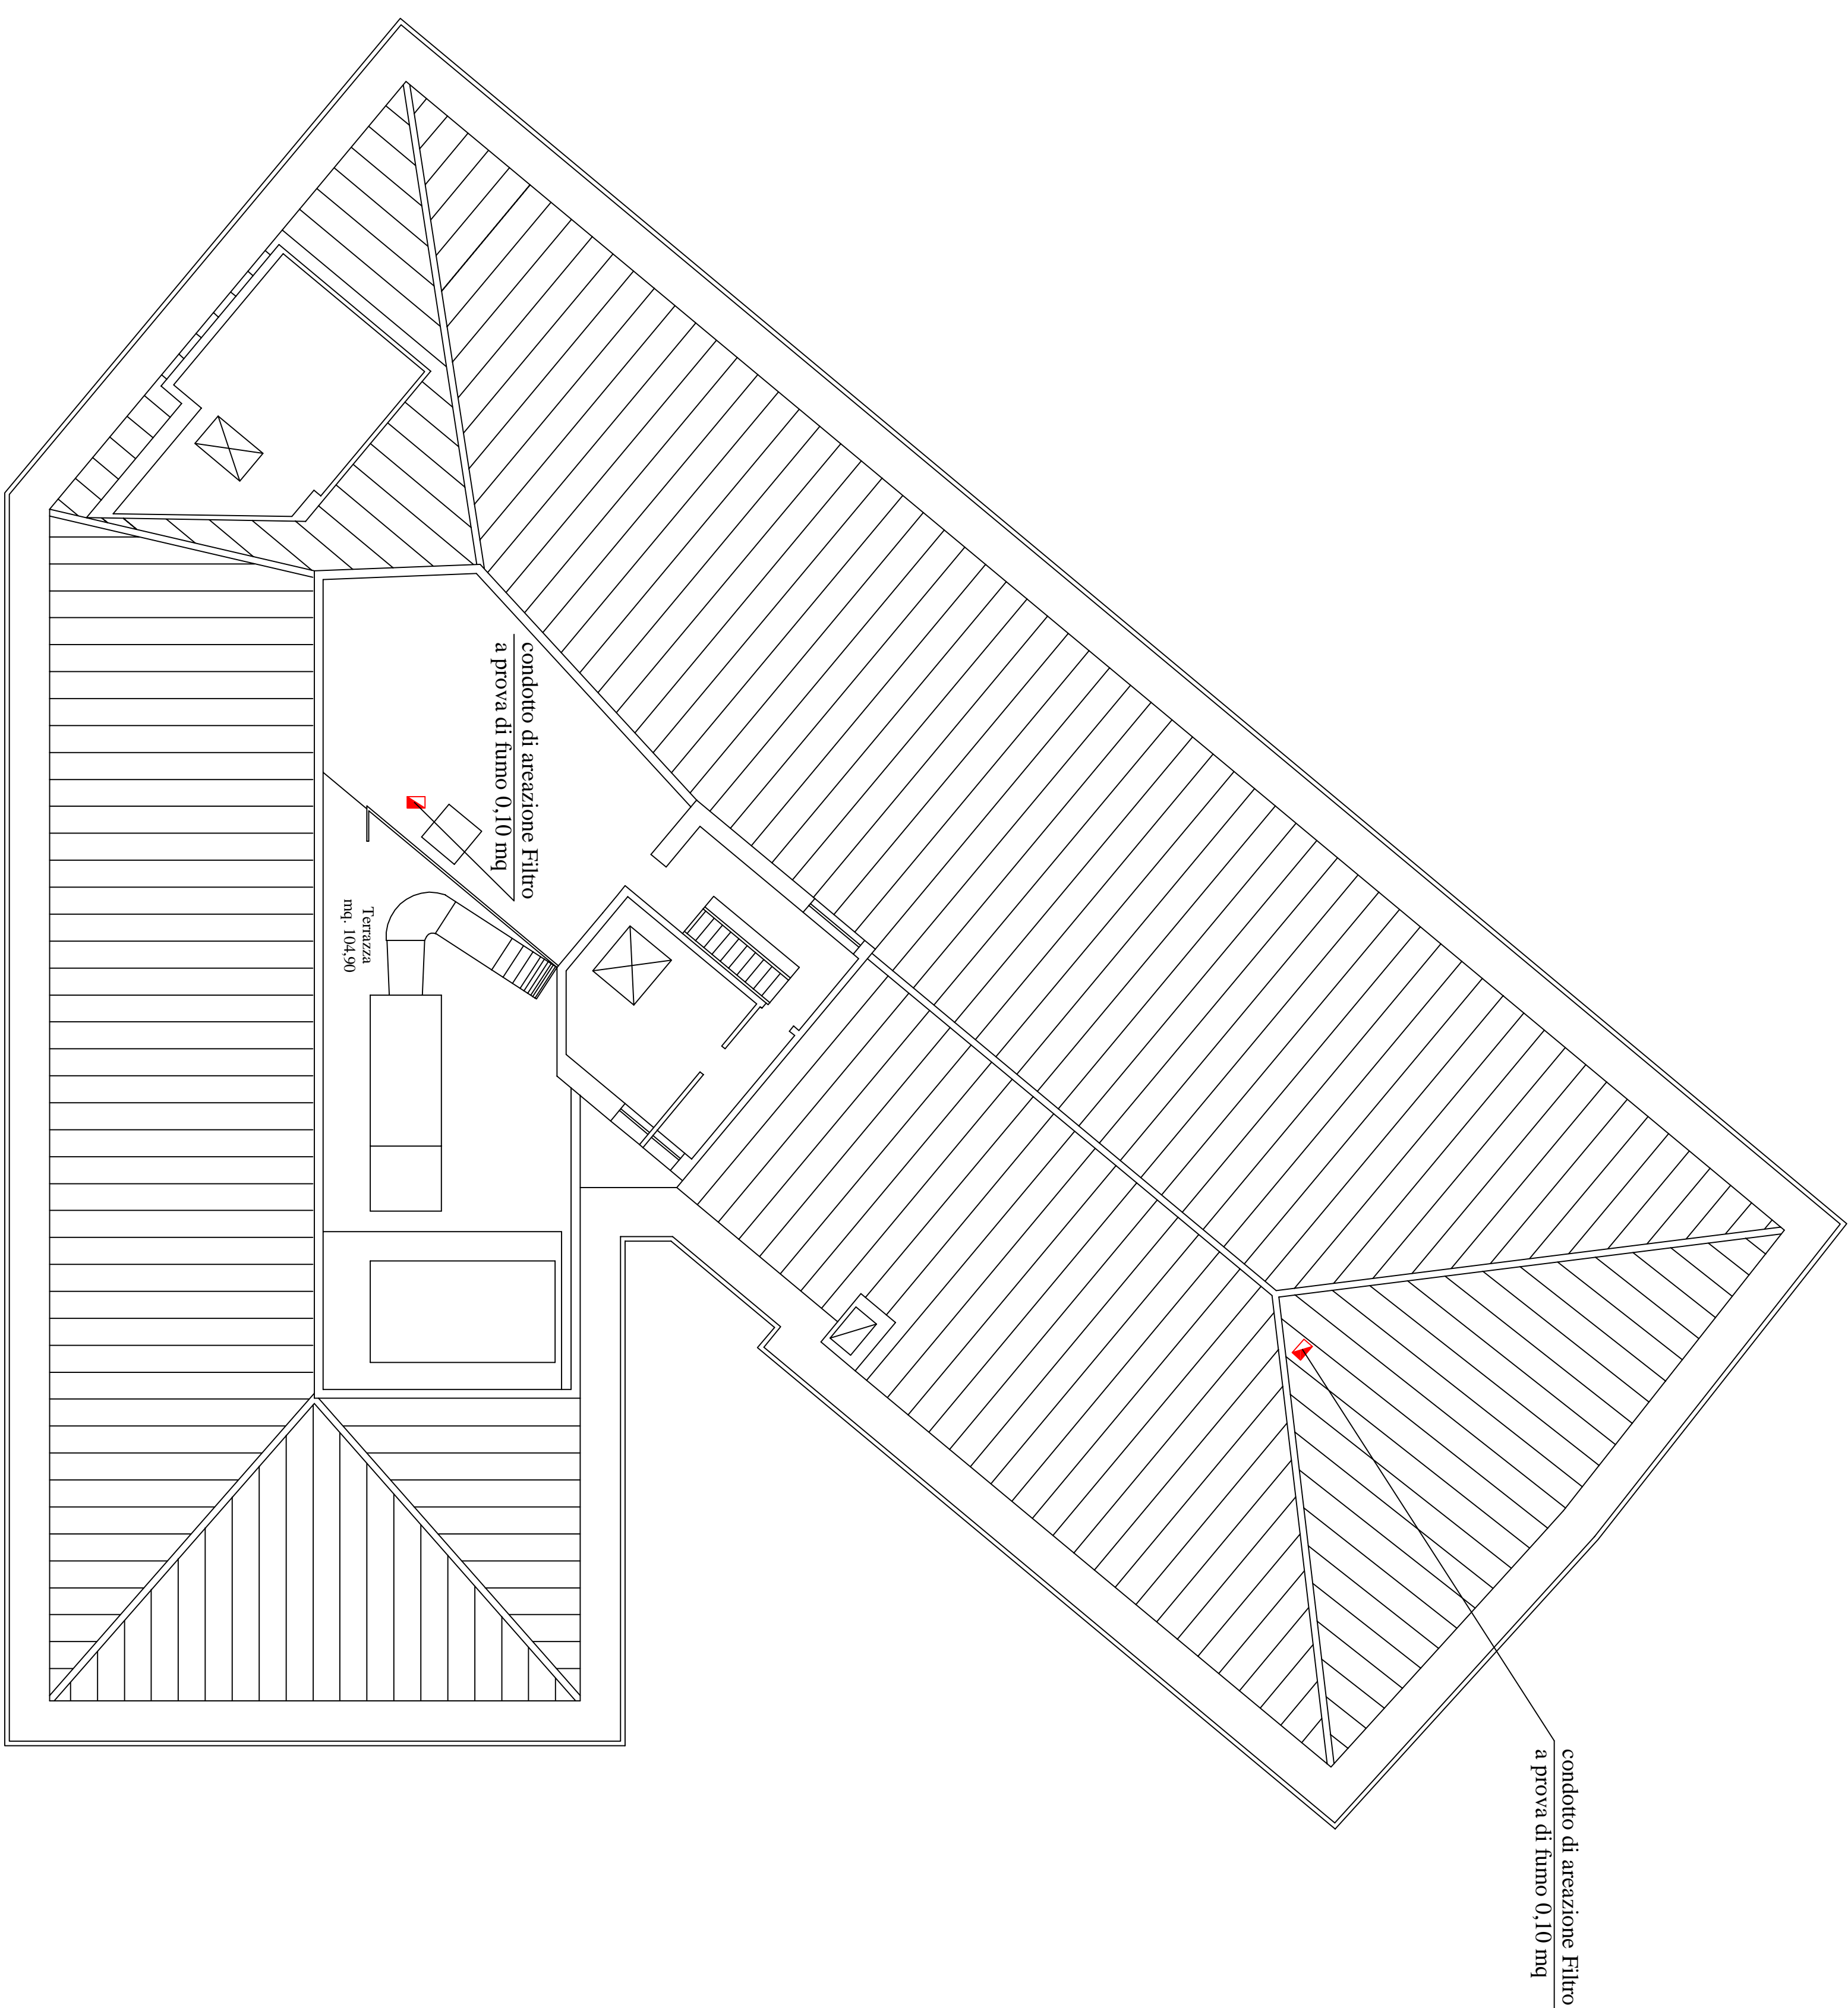 condotto di areazione Filtro
a prova di fumo 0,10 mq
Terrazza
mq. 104,90
condotto di areazione Filtro
a prova di fumo 0,10 mq